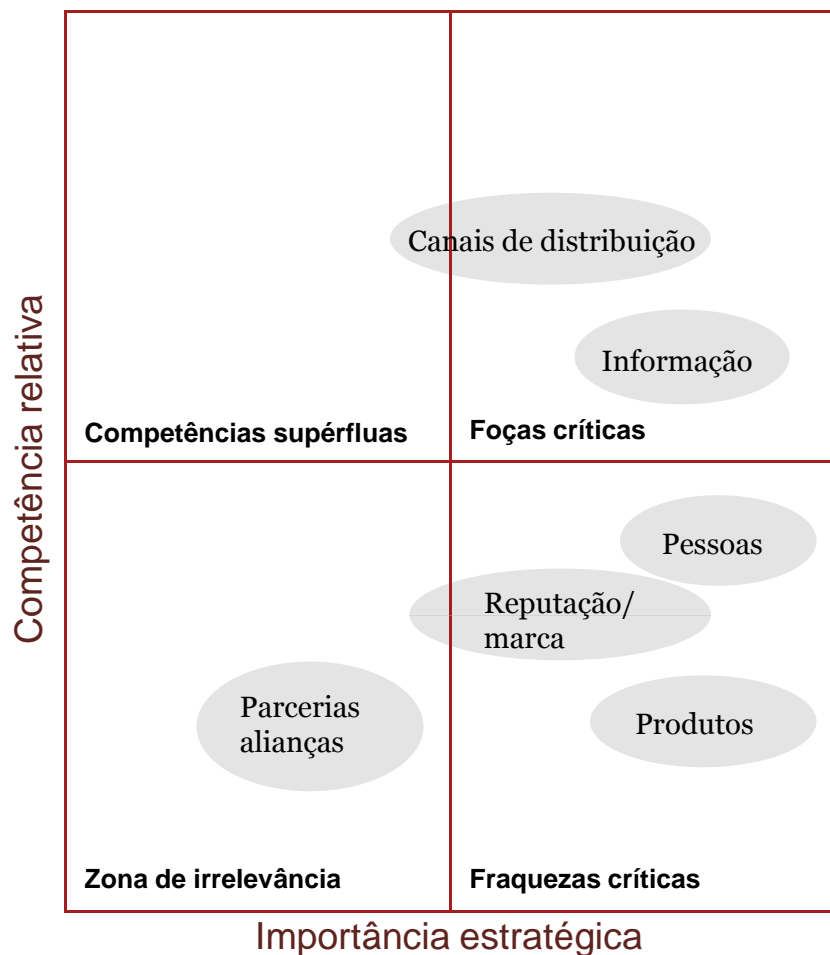 Competência relativa
Canais de distribuição
Informação
Competências supérfluas
Foças críticas
Pessoas
Reputação/
marca
Parcerias
alianças
Produtos
Zona de irrelevância
Fraquezas críticas
Importância estratégica